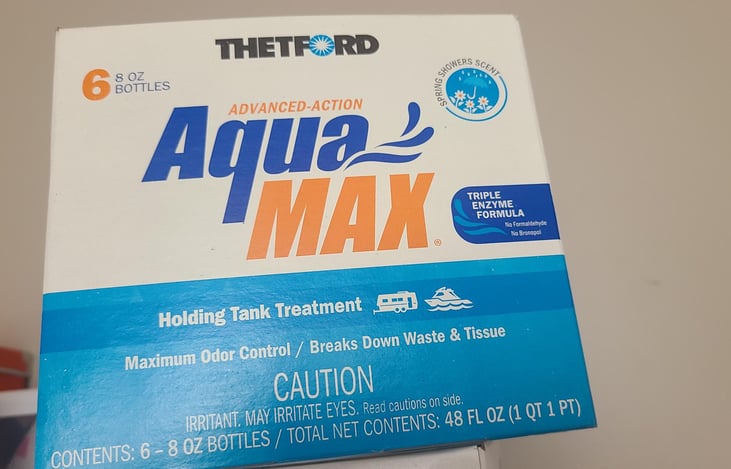 THETFORD
6 8 OZ
BOTTLES
SPRING SHOWERS SCENT
ADVANCED-ACTION
Aqua
MAX®
TRIPLE
ENZYME
FORMULA
No Formaldehyde
No Bronopol
Holding Tank Treatment
Maximum Odor Control / Breaks Down Waste & Tissue
CAUTION
IRRITANT. MAY IRRITATE EYES. Read cautions on side.
CONTENTS: 6 – 8 OZ BOTTLES / TOTAL NET CONTENTS: 48 FL OZ (1 QT 1 PT)